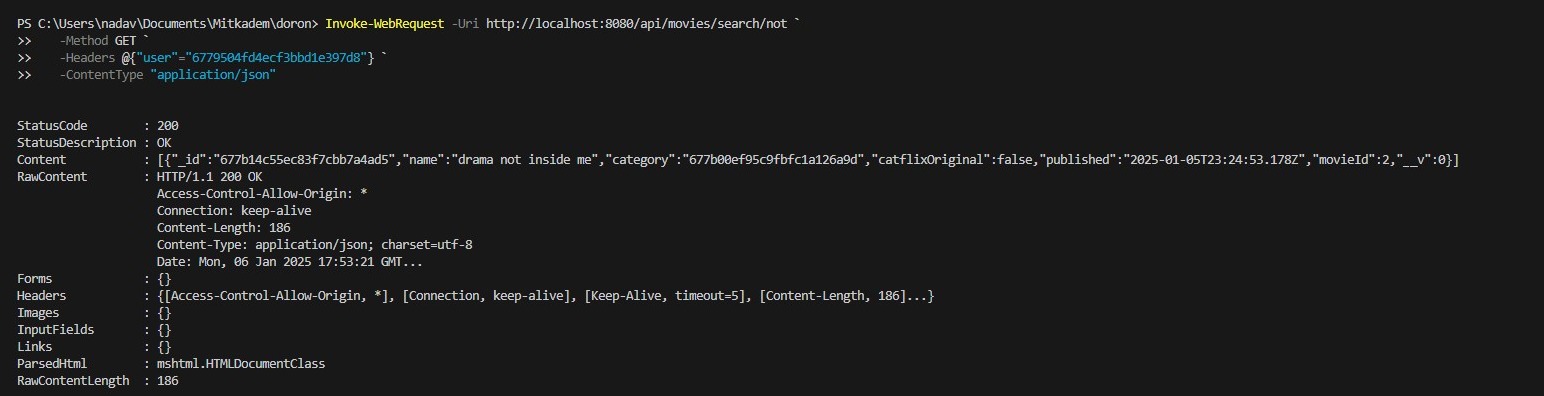 PS C:\Users\nadav\Documents\Mitkadem\doron> Invoke-WebRequest -Uri http://localhost:8080/api/movies/search/not `
>>    -Method GET `
>>    -Headers @{"user"="6779504fd4ecf3bbd1e397d8"} `
>>    -ContentType "application/json"
StatusCode        : 200
StatusDescription : OK
Content           : [{"_id":"677b14c55ec83f7cbb7a4ad5","name":"drama not inside me","category":"677b00ef95c9fbfc1a126a9d","catflixOriginal":false,"published":"2025-01-05T23:24:53.178Z","movieId":2,"__v":0}]
RawContent        : HTTP/1.1 200 OK
                    Access-Control-Allow-Origin: *
                    Connection: keep-alive
                    Content-Length: 186
                    Content-Type: application/json; charset=utf-8
                    Date: Mon, 06 Jan 2025 17:53:21 GMT...
Forms             : {}
Headers           : {[Access-Control-Allow-Origin, *], [Connection, keep-alive], [Keep-Alive, timeout=5], [Content-Length, 186]...}
Images            : {}
InputFields       : {}
Links             : {}
ParsedHtml        : mshtml.HTMLDocumentClass
RawContentLength  : 186